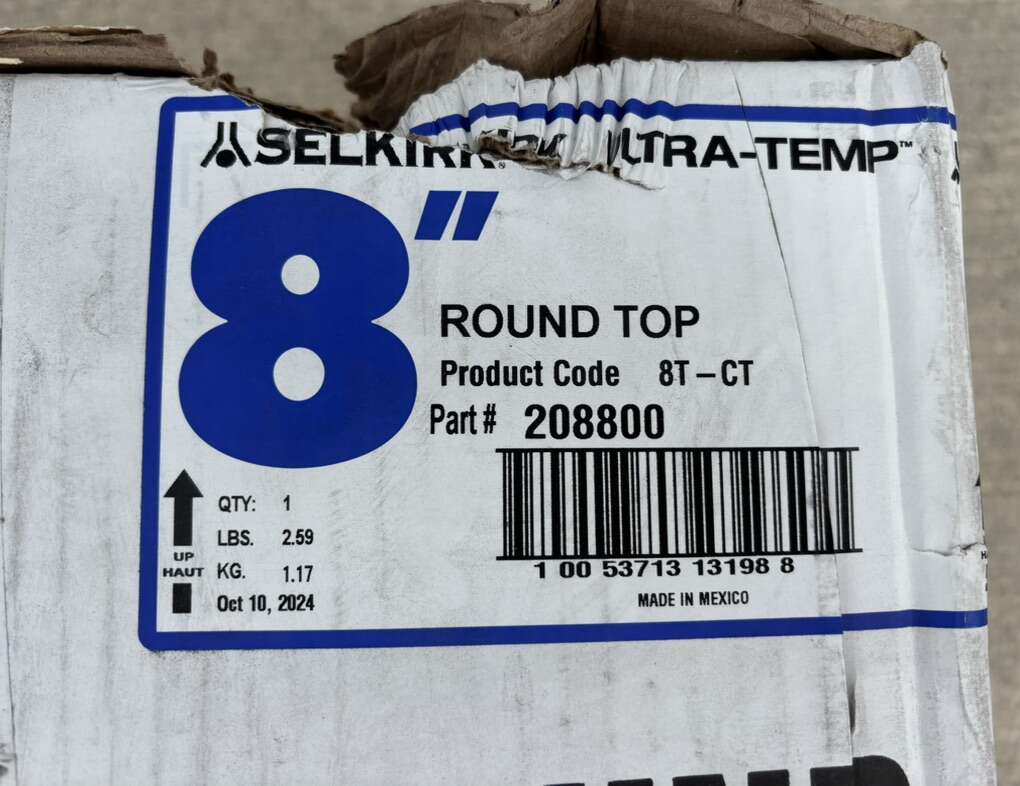 SELKIRK® ULTRA-TEMP™
8"
ROUND TOP
Product Code 8T–CT
Part # 208800
QTY: 1
LBS. 2.59
UP
HAUT
KG. 1.17
Oct 10, 2024
1 00 53713 13198 8
MADE IN MEXICO